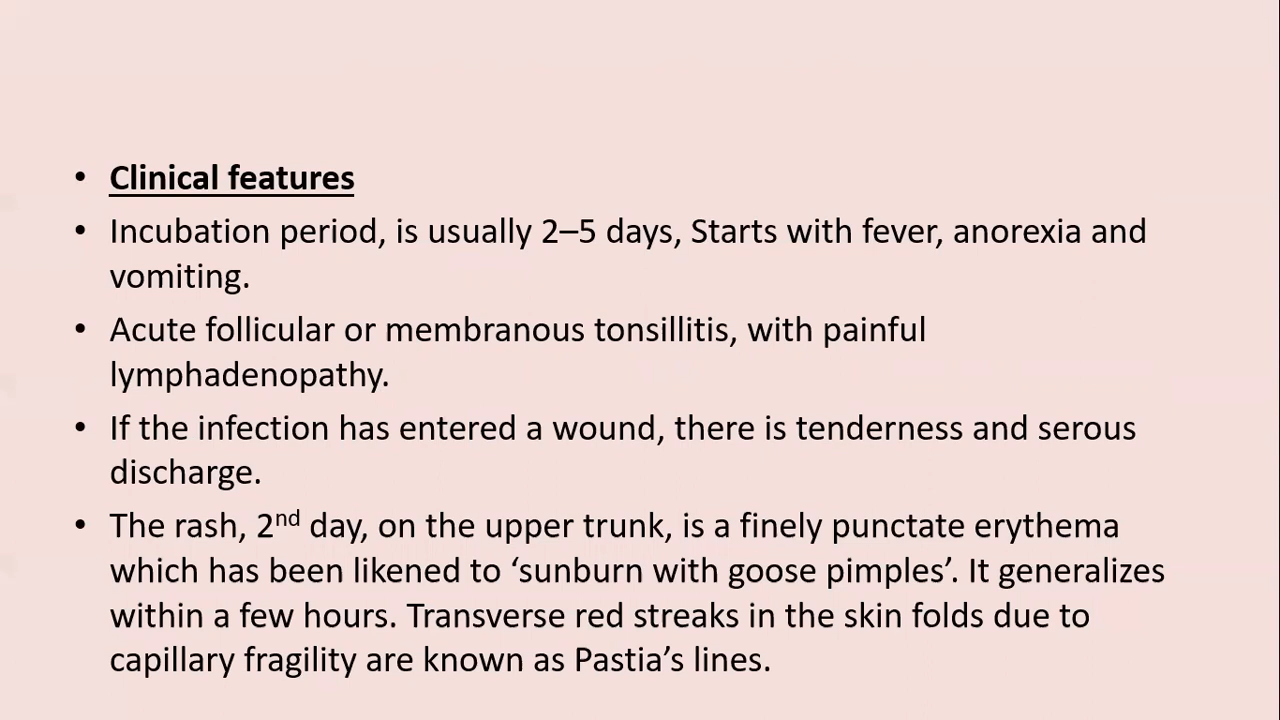 • Clinical features
• Incubation period, is usually 2–5 days, Starts with fever, anorexia and
vomiting.
• Acute follicular or membranous tonsillitis, with painful
lymphadenopathy.
• If the infection has entered a wound, there is tenderness and serous
discharge.
• The rash, 2nd day, on the upper trunk, is a finely punctate erythema
which has been likened to ‘sunburn with goose pimples’. It generalizes
within a few hours. Transverse red streaks in the skin folds due to
capillary fragility are known as Pastia’s lines.